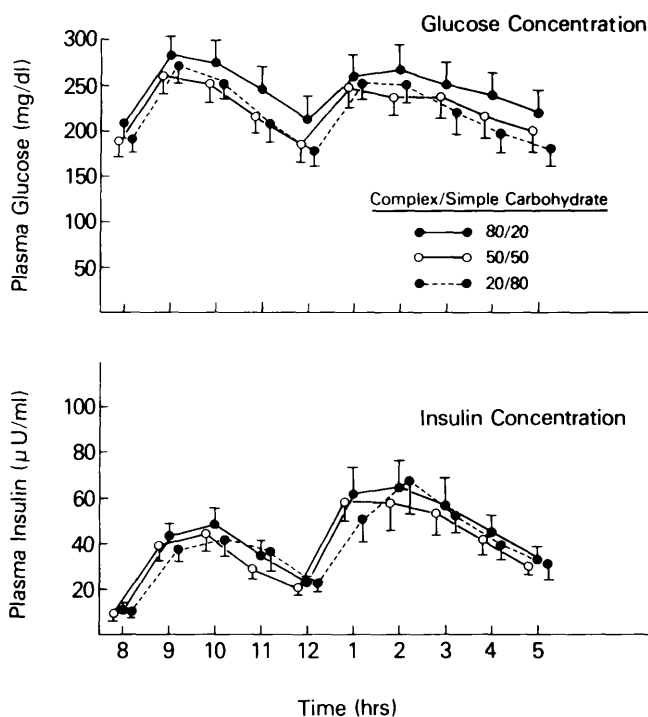 Glucose Concentration
Plasma Glucose (mg/dl)
300
250
200
150
100
50
Complex/Simple Carbohydrate
80/20
50/50
20/80
Insulin Concentration
Plasma Insulin (μU/ml)
100
80
60
40
20
8 9 10 11 12 1 2 3 4 5
Time (hrs)